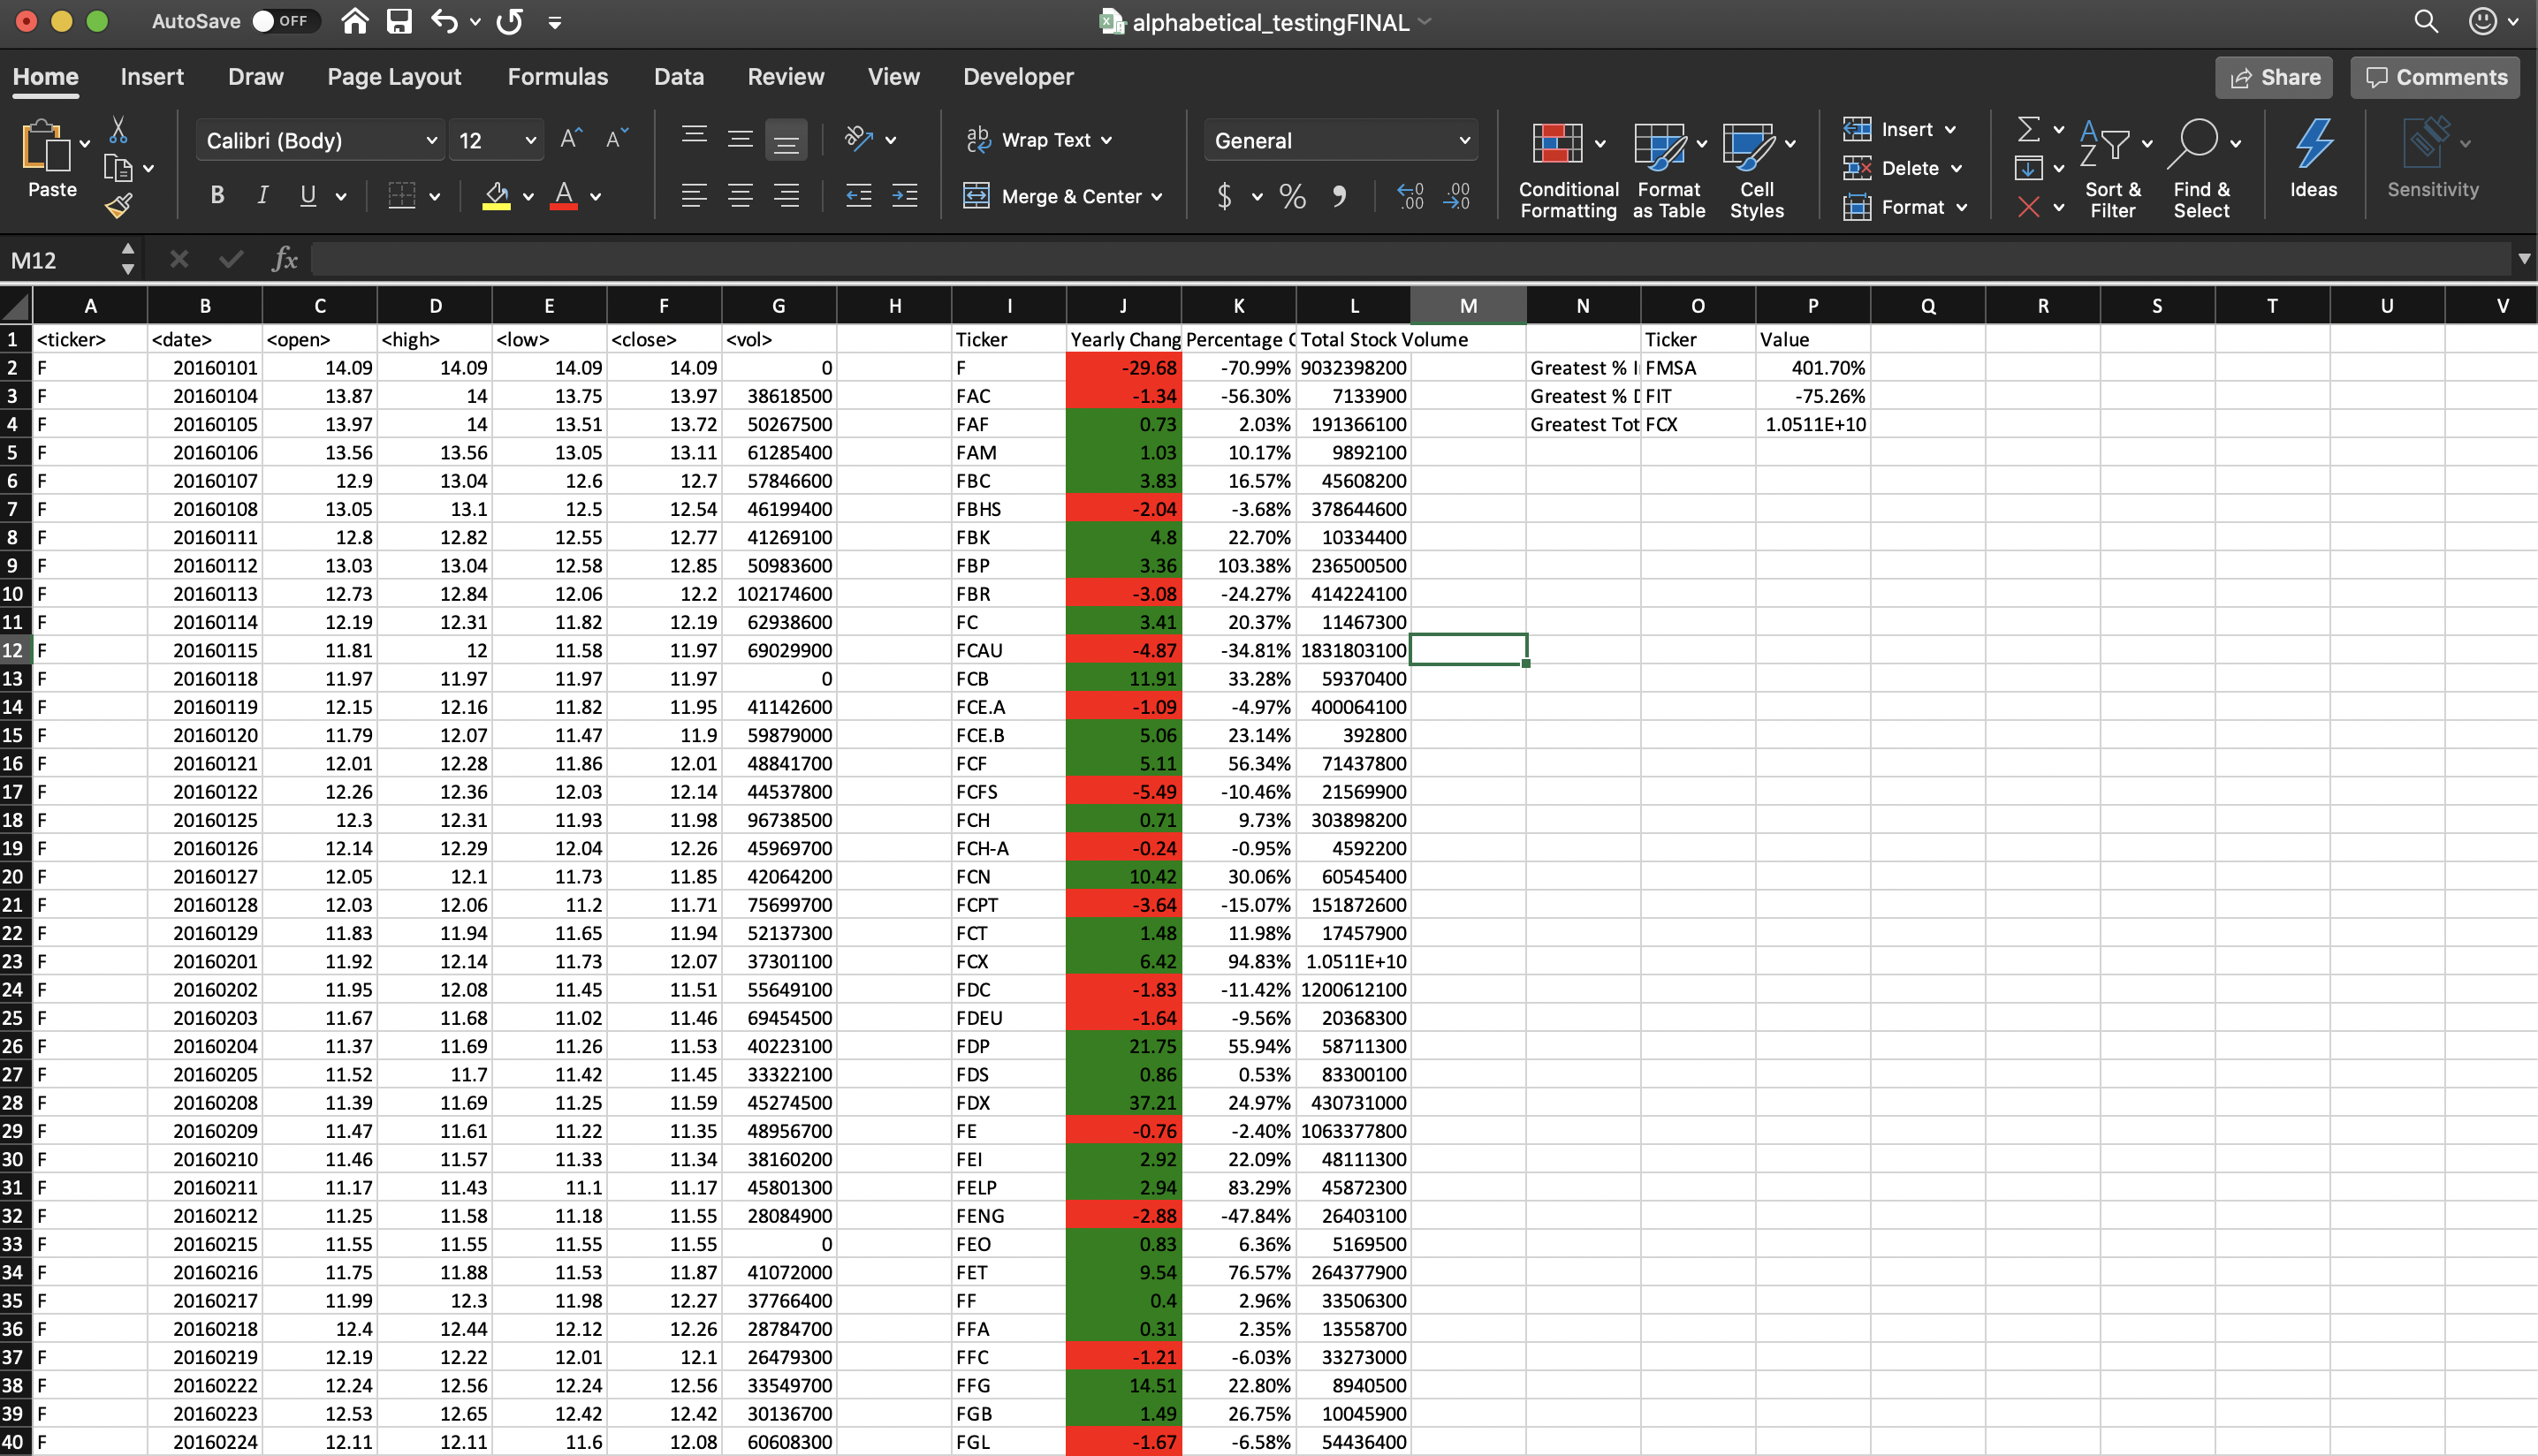 AutoSave OFF alphabetical_testingFINAL
Home Insert Draw Page Layout Formulas Data Review View Developer Share Comments
Paste Calibri (Body) 12 Wrap Text General Insert
B I U Merge & Center $ % Conditional Formatting Format as Table Cell Styles Delete Format Sort & Filter Find & Select Ideas Sensitivity
M12 fx
A B C D E F G H I J K L M N O P Q R S T U V
1 <ticker> <date> <open> <high> <low> <close> <vol> Ticker Yearly Chang Percentage C Total Stock Volume Ticker Value
2 F 20160101 14.09 14.09 14.09 14.09 0 F -29.68 -70.99% 9032398200 Greatest % I FMSA 401.70%
3 F 20160104 13.87 14 13.75 13.97 38618500 FAC -1.34 -56.30% 7133900 Greatest % D FIT -75.26%
4 F 20160105 13.97 14 13.51 13.72 50267500 FAF 0.73 2.03% 191366100 Greatest Tot FCX 1.0511E+10
5 F 20160106 13.56 13.56 13.05 13.11 61285400 FAM 1.03 10.17% 9892100
6 F 20160107 12.9 13.04 12.6 12.7 57846600 FBC 3.83 16.57% 45608200
7 F 20160108 13.05 13.1 12.5 12.54 46199400 FBHS -2.04 -3.68% 378644600
8 F 20160111 12.8 12.82 12.55 12.77 41269100 FBK 4.8 22.70% 10334400
9 F 20160112 13.03 13.04 12.58 12.85 50983600 FBP 3.36 103.38% 236500500
10 F 20160113 12.73 12.84 12.06 12.2 102174600 FBR -3.08 -24.27% 414224100
11 F 20160114 12.19 12.31 11.82 12.19 62938600 FC 3.41 20.37% 11467300
12 F 20160115 11.81 12 11.58 11.97 69029900 FCAU -4.87 -34.81% 1831803100
13 F 20160118 11.97 11.97 11.97 11.97 0 FCB 11.91 33.28% 59370400
14 F 20160119 12.15 12.16 11.82 11.95 41142600 FCE.A -1.09 -4.97% 400064100
15 F 20160120 11.79 12.07 11.47 11.9 59879000 FCE.B 5.06 23.14% 392800
16 F 20160121 12.01 12.28 11.86 12.01 48841700 FCF 5.11 56.34% 71437800
17 F 20160122 12.26 12.36 12.03 12.14 44537800 FCFS -5.49 -10.46% 21569900
18 F 20160125 12.3 12.31 11.93 11.98 96738500 FCH 0.71 9.73% 303898200
19 F 20160126 12.14 12.29 12.04 12.26 45969700 FCH-A -0.24 -0.95% 4592200
20 F 20160127 12.05 12.1 11.73 11.85 42064200 FCN 10.42 30.06% 60545400
21 F 20160128 12.03 12.06 11.2 11.71 75699700 FCPT -3.64 -15.07% 151872600
22 F 20160129 11.83 11.94 11.65 11.94 52137300 FCT 1.48 11.98% 17457900
23 F 20160201 11.92 12.14 11.73 12.07 37301100 FCX 6.42 94.83% 1.0511E+10
24 F 20160202 11.95 12.08 11.45 11.51 55649100 FDC -1.83 -11.42% 1200612100
25 F 20160203 11.67 11.68 11.02 11.46 69454500 FDEU -1.64 -9.56% 20368300
26 F 20160204 11.37 11.69 11.26 11.53 40223100 FDP 21.75 55.94% 58711300
27 F 20160205 11.52 11.7 11.42 11.45 33322100 FDS 0.86 0.53% 83300100
28 F 20160208 11.39 11.69 11.25 11.59 45274500 FDX 37.21 24.97% 430731000
29 F 20160209 11.47 11.61 11.22 11.35 48956700 FE -0.76 -2.40% 1063377800
30 F 20160210 11.46 11.57 11.33 11.34 38160200 FEI 2.92 22.09% 48111300
31 F 20160211 11.17 11.43 11.1 11.17 45801300 FELP 2.94 83.29% 45872300
32 F 20160212 11.25 11.58 11.18 11.55 28084900 FENG -2.88 -47.84% 26403100
33 F 20160215 11.55 11.55 11.55 11.55 0 FEO 0.83 6.36% 5169500
34 F 20160216 11.75 11.88 11.53 11.87 41072000 FET 9.54 76.57% 264377900
35 F 20160217 11.99 12.3 11.98 12.27 37766400 FF 0.4 2.96% 33506300
36 F 20160218 12.4 12.44 12.12 12.26 28784700 FFA 0.31 2.35% 13558700
37 F 20160219 12.19 12.22 12.01 12.1 26479300 FFC -1.21 -6.03% 33273000
38 F 20160222 12.24 12.56 12.24 12.56 33549700 FFG 14.51 22.80% 8940500
39 F 20160223 12.53 12.65 12.42 12.42 30136700 FGB 1.49 26.75% 10045900
40 F 20160224 12.11 12.11 11.6 12.08 60608300 FGL -1.67 -6.58% 54436400